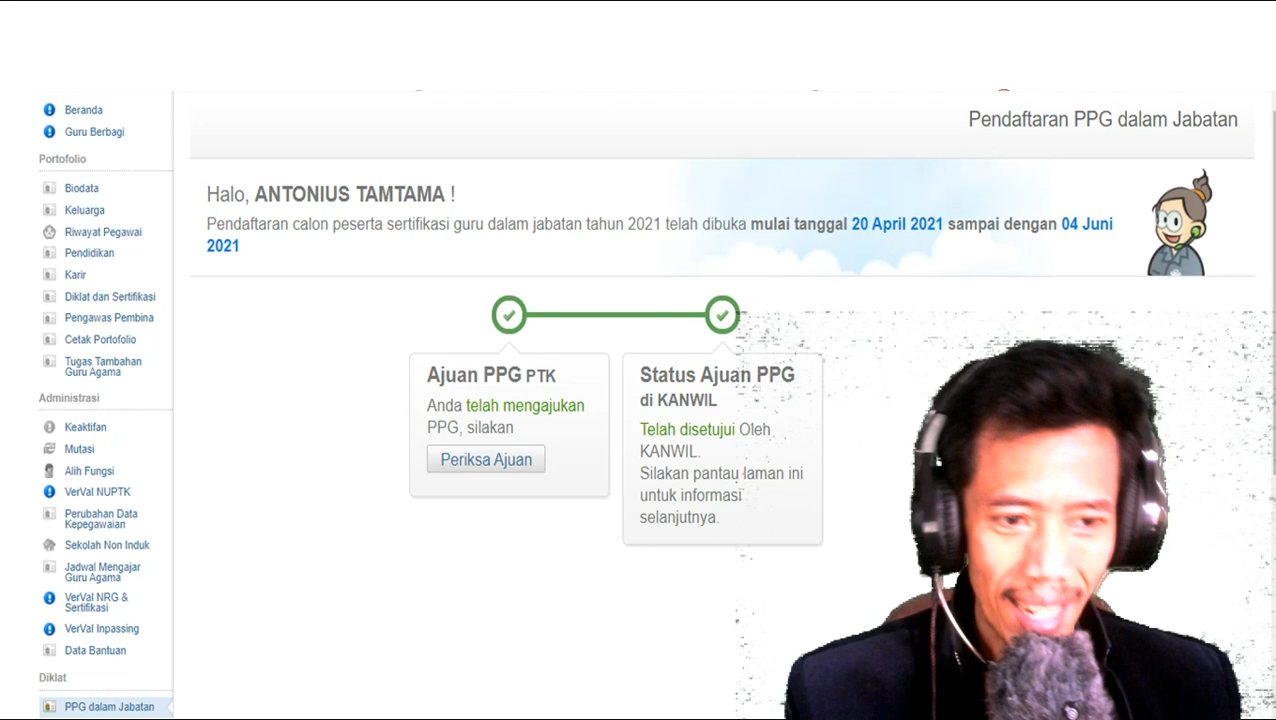 Beranda
Guru Berbagi
Portofolio
Biodata
Keluarga
Riwayat Pegawai
Pendidikan
Karir
Diklat dan Sertifikasi
Pengawas Pembina
Cetak Portofolio
Tugas Tambahan
Guru Agama
Administrasi
Keaktifan
Mutasi
Alih Fungsi
VerVal NUPTK
Perubahan Data
Kepegawaian
Sekolah Non Induk
Jadwal Mengajar
Guru Agama
VerVal NRG &
Sertifikasi
VerVal Inpassing
Data Bantuan
Diklat
PPG dalam Jabatan
Pendaftaran PPG dalam Jabatan
Halo, ANTONIUS TAMTAMA !
Pendaftaran calon peserta sertifikasi guru dalam jabatan tahun 2021 telah dibuka mulai tanggal 20 April 2021 sampai dengan 04 Juni
2021
Ajuan PPG PTK
Anda telah mengajukan
PPG, silakan
Periksa Ajuan
Status Ajuan PPG
di KANWIL
Telah disetujui Oleh
KANWIL.
Silakan pantau laman ini
untuk informasi
selanjutnya.